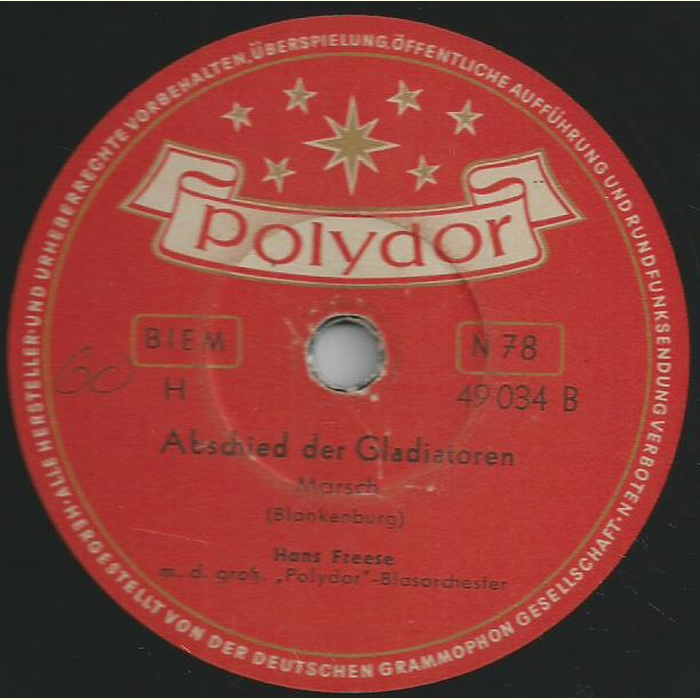 ALLE HERSTELLER- UND URHEBERRECHTE VORBEHALTEN, ÜBERSPIELUNG, ÖFFENTLICHE AUFFÜHRUNG UND RUNDFUNKSENDUNG VERBOTEN
polydor
BIEM
N 78
60
H
49 034 B
Abschied der Gladiatoren
Marsch
(Blankenburg)
Hans Freese
m. d. groß. „Polydor"-Blasorchester
HERGESTELLT VON DER DEUTSCHEN GRAMMOPHON GESELLSCHAFT